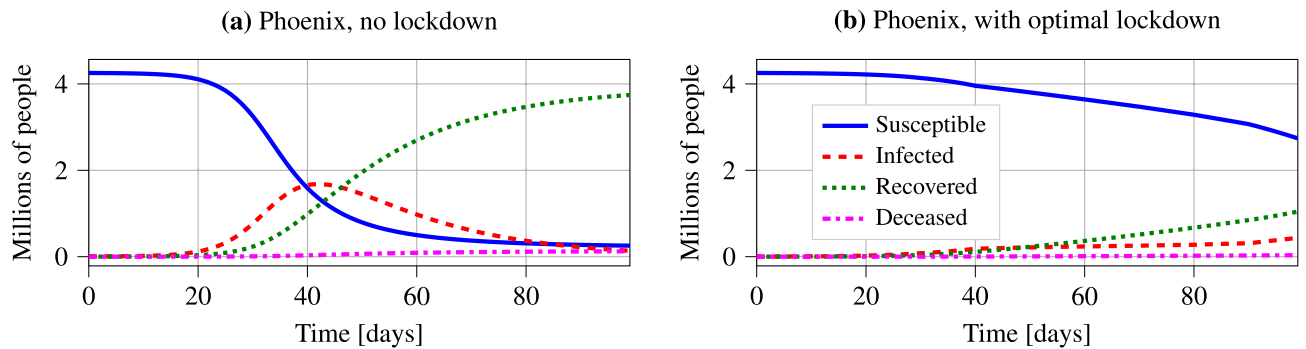 (a) Phoenix, no lockdown
Millions of people
4
2
0
0 20 40 60 80
Time [days]
(b) Phoenix, with optimal lockdown
Millions of people
4
2
0
Susceptible
Infected
Recovered
Deceased
0 20 40 60 80
Time [days]